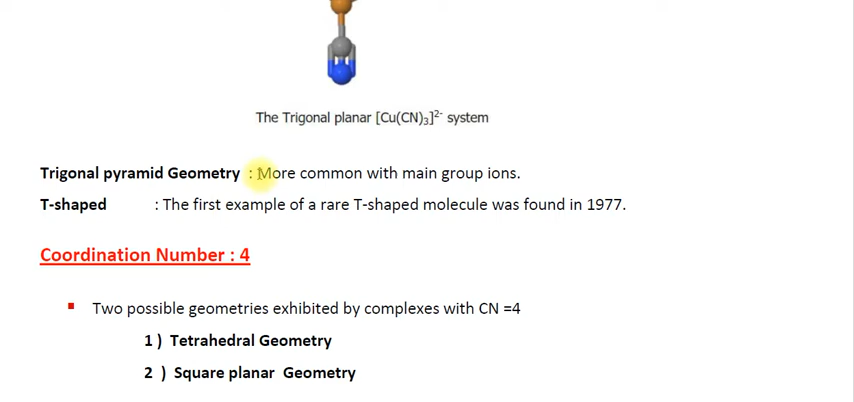 The Trigonal planar [Cu(CN)₃]²⁻ system
Trigonal pyramid Geometry : More common with main group ions.
T-shaped : The first example of a rare T-shaped molecule was found in 1977.
Coordination Number : 4
▪ Two possible geometries exhibited by complexes with CN =4
1 ) Tetrahedral Geometry
2 ) Square planar Geometry